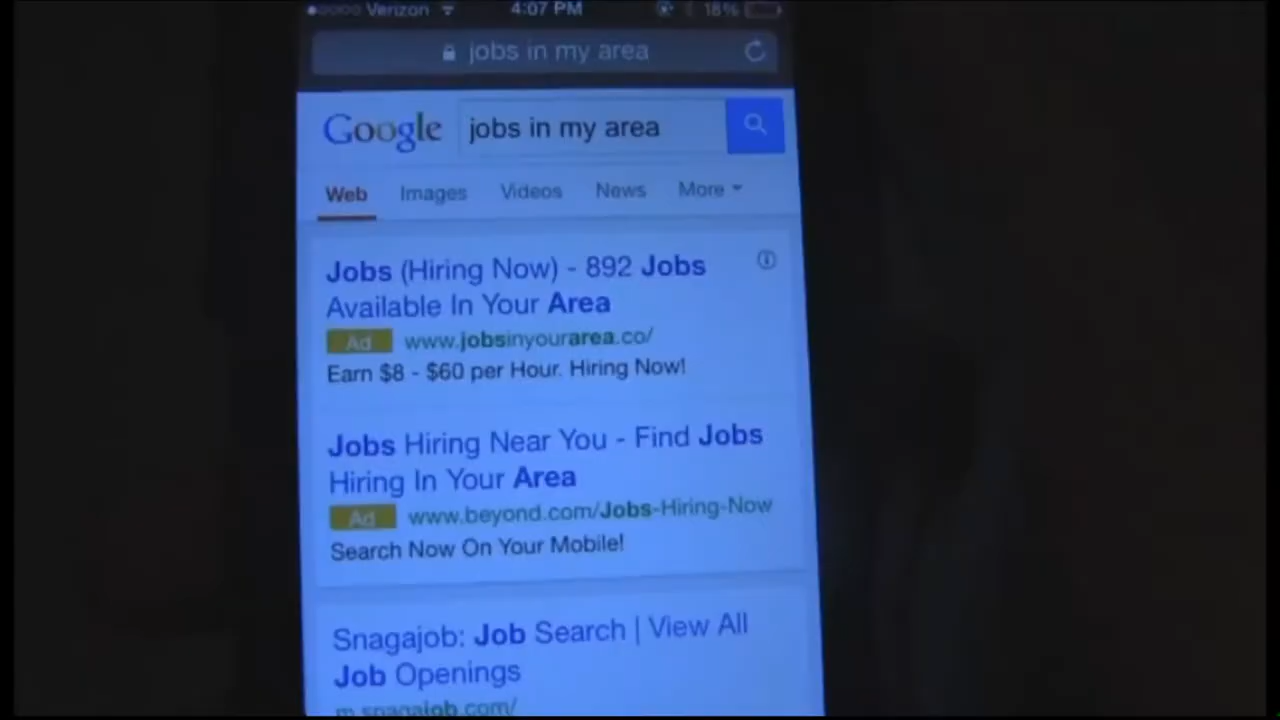 Verizon 4:07 PM 18%
jobs in my area
Google jobs in my area
Web Images Videos News More
Jobs (Hiring Now) - 892 Jobs
Available In Your Area
Ad www.jobsinyourarea.co/
Earn $8 - $60 per Hour. Hiring Now!
Jobs Hiring Near You - Find Jobs
Hiring In Your Area
Ad www.beyond.com/Jobs-Hiring-Now
Search Now On Your Mobile!
Snagajob: Job Search | View All
Job Openings
m.snagajob.com/